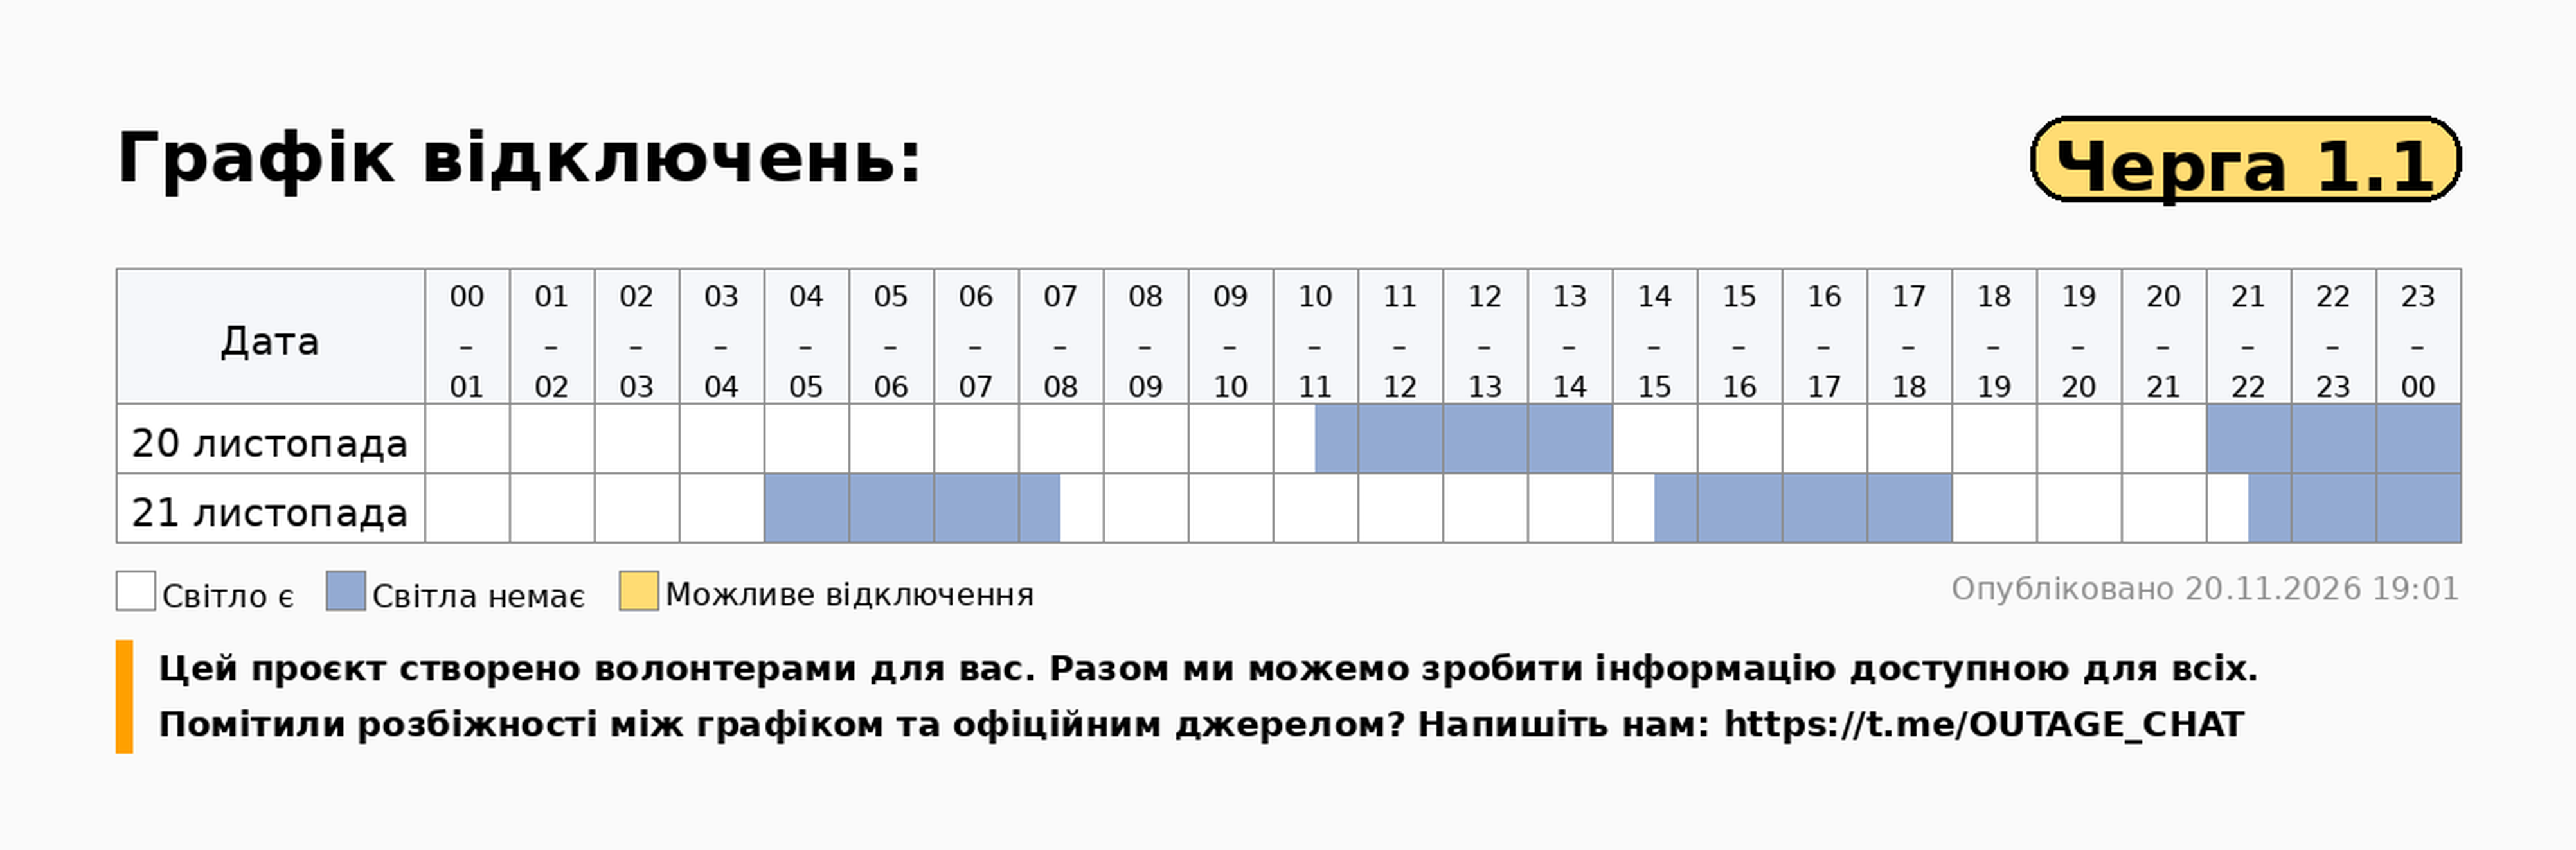 Графік відключень:
Черга 1.1
Дата 00 – 01 01 – 02 02 – 03 03 – 04 04 – 05 05 – 06 06 – 07 07 – 08 08 – 09 09 – 10 10 – 11 11 – 12 12 – 13 13 – 14 14 – 15 15 – 16 16 – 17 17 – 18 18 – 19 19 – 20 20 – 21 21 – 22 22 – 23 23 – 00
20 листопада
21 листопада
Світло є Світла немає Можливе відключення
Опубліковано 20.11.2026 19:01
Цей проєкт створено волонтерами для вас. Разом ми можемо зробити інформацію доступною для всіх.
Помітили розбіжності між графіком та офіційним джерелом? Напишіть нам: https://t.me/OUTAGE_CHAT